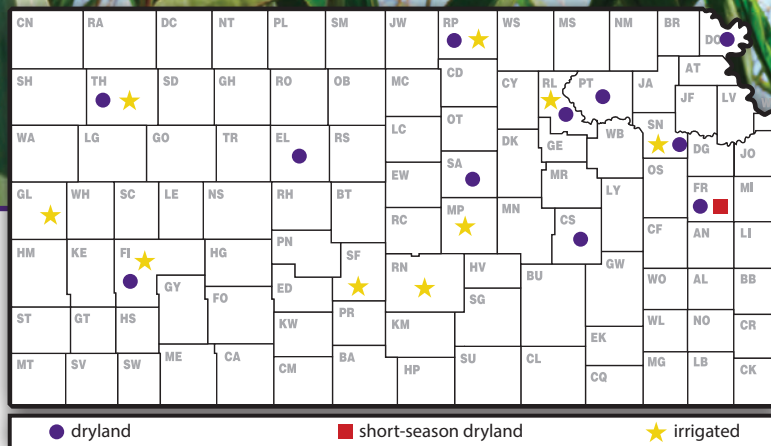 CN RA DC NT PL SM JW RP WS MS NM BR DO
SH TH SD GH RO OB MC CD CY RL PT JA AT JF LV
WA LG GO TR EL RS LC OT DK GE WB SN DG JO
GL WH SC LE NS RH BT EW SA MR LY OS FR MI
HM KE FI HG PN SF RC MP MN CS CF AN LI
GY FO ED RN HV BU GW WO AL BB
ST GT HS KW PR KM SG EK WL NO CR
MT SV SW ME CA CM BA HP SU CL CQ MG LB CK
dryland short-season dryland irrigated